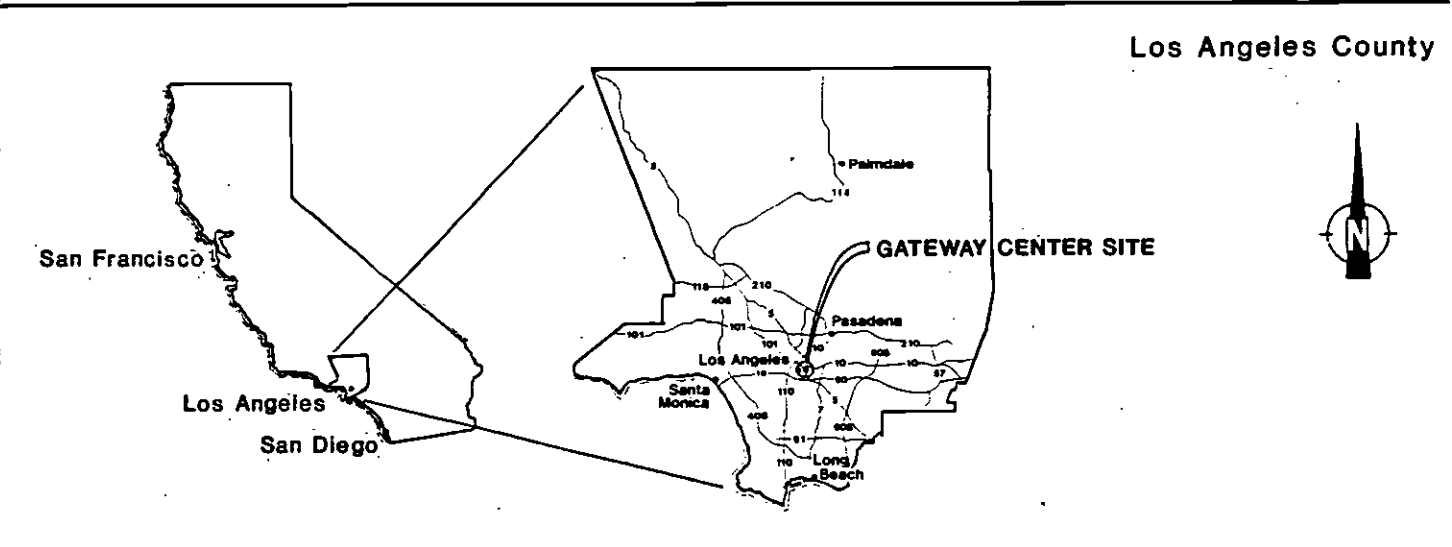 Los Angeles County
San Francisco
Los Angeles
San Diego
N
5
Palmdale
114
GATEWAY CENTER SITE
118
210
405
5
Pasadena
101
101
101
10
210
605
Los Angeles
10
10
57
Santa
Monica
110
5
405
7
605
91
110
Long
Beach